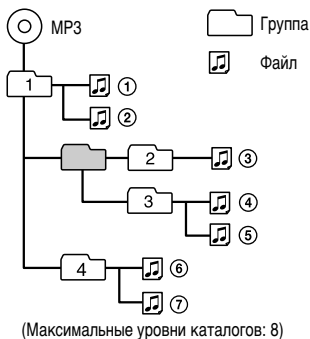 MP3
Группа
Файл
1
①
②
2
③
3
④
⑤
4
⑥
⑦
(Максимальные уровни каталогов: 8)